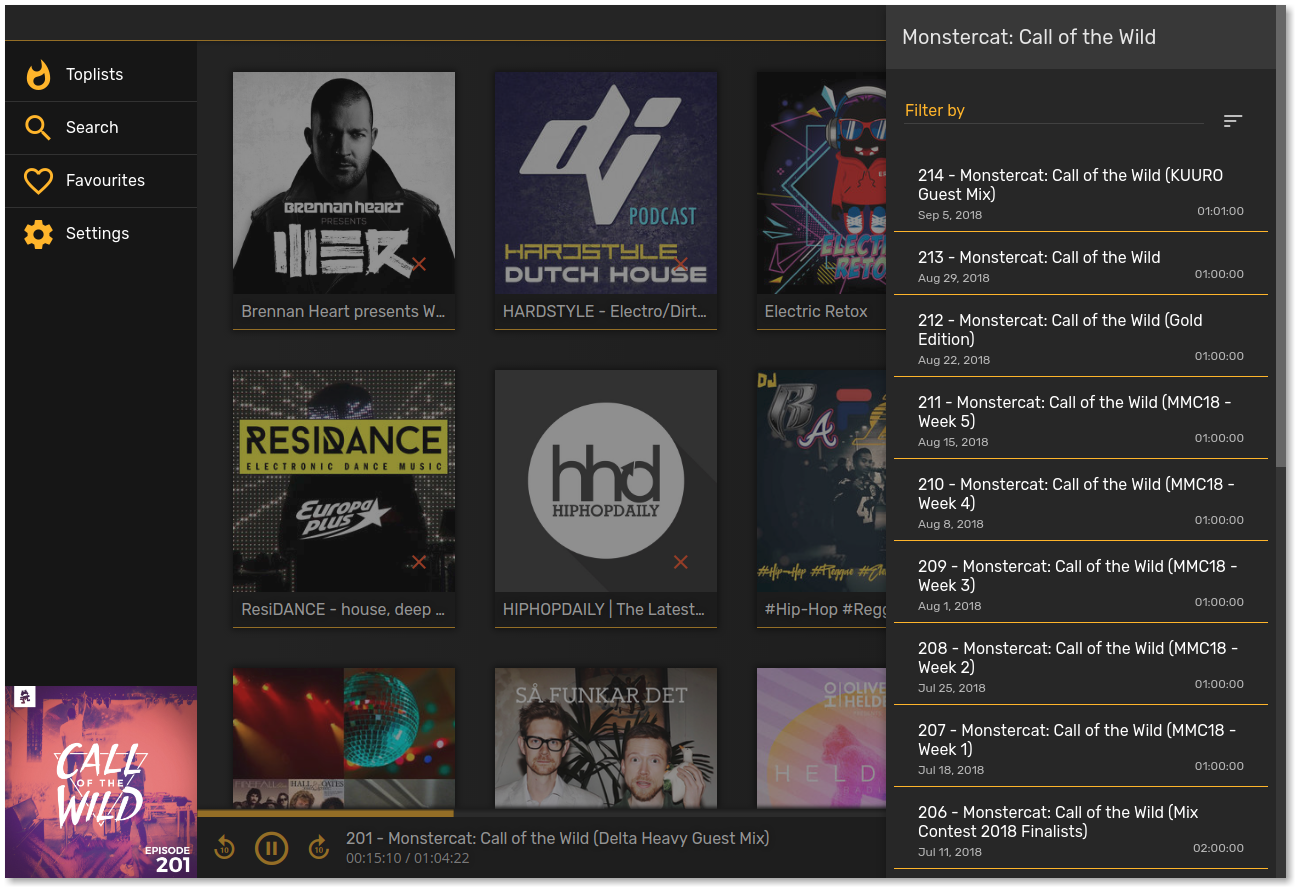 Toplists
Search
Favourites
Settings
Brennan Heart
PRESENTS
WER
Brennan Heart presents W...
dj
PODCAST
HARDSTYLE
DUTCH HOUSE
HARDSTYLE - Electro/Dirt...
Electric Retox
RESIDANCE
ELECTRONIC DANCE MUSIC
Europa
plus
ResiDANCE - house, deep ...
hhd
HIPHOPDAILY
HIPHOPDAILY | The Latest...
DJ
R
A
#Hip-Hop #Reggae
#Hip-Hop #Regg
SÅ FUNKAR DET
HALL & OATES
OLIVE
HELD
HELD
CALL
OF THE
WILD
EPISODE
201
10
10
201 - Monstercat: Call of the Wild (Delta Heavy Guest Mix)
00:15:10 / 01:04:22
Monstercat: Call of the Wild
Filter by
214 - Monstercat: Call of the Wild (KUURO
Guest Mix)
Sep 5, 2018
01:01:00
213 - Monstercat: Call of the Wild
Aug 29, 2018
01:00:00
212 - Monstercat: Call of the Wild (Gold
Edition)
Aug 22, 2018
01:00:00
211 - Monstercat: Call of the Wild (MMC18 -
Week 5)
Aug 15, 2018
01:00:00
210 - Monstercat: Call of the Wild (MMC18 -
Week 4)
Aug 8, 2018
01:00:00
209 - Monstercat: Call of the Wild (MMC18 -
Week 3)
Aug 1, 2018
01:00:00
208 - Monstercat: Call of the Wild (MMC18 -
Week 2)
Jul 25, 2018
01:00:00
207 - Monstercat: Call of the Wild (MMC18 -
Week 1)
Jul 18, 2018
01:00:00
206 - Monstercat: Call of the Wild (Mix
Contest 2018 Finalists)
Jul 11, 2018
02:00:00